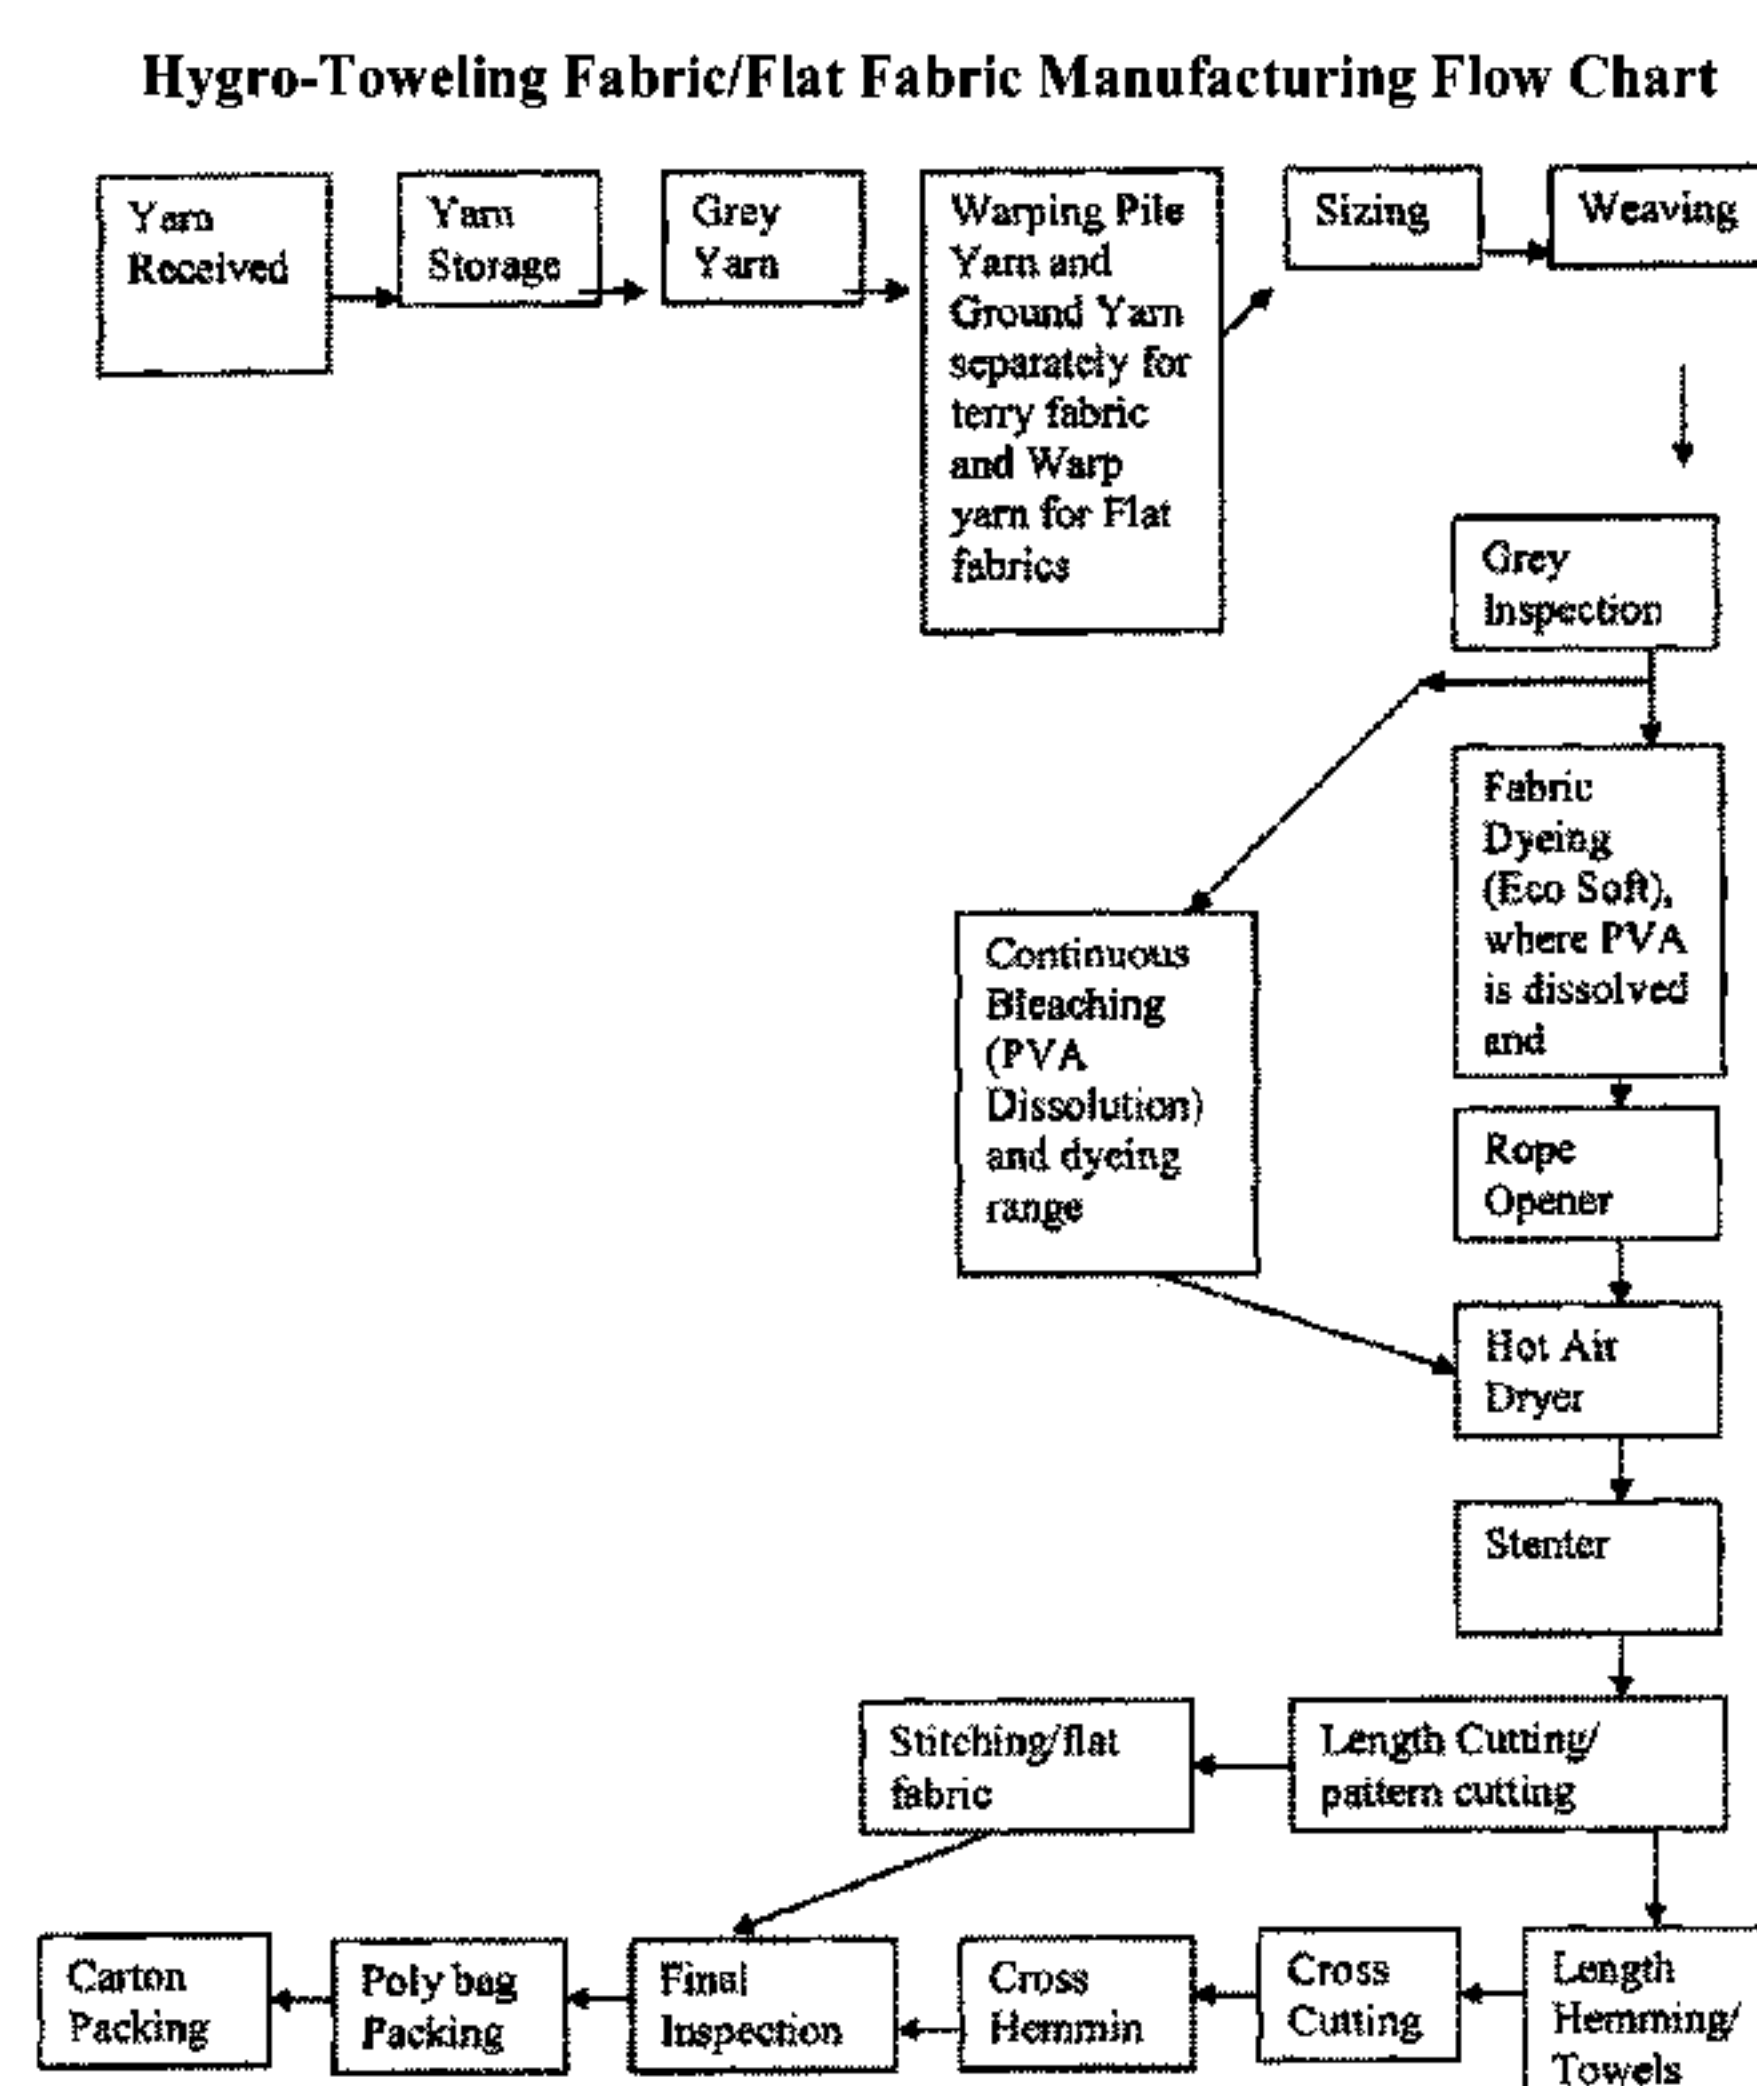 Hygro-Toweling Fabric/Flat Fabric Manufacturing Flow Chart
Yarn
Received
Yarn
Storage
Grey
Yarn
Warping Pile
Yarn and
Ground Yarn
separately for
terry fabric
and Warp
yarn for Flat
fabrics
Sizing
Weaving
Grey
Inspection
Fabric
Dyeing
(Eco Soft),
where PVA
is dissolved
and
Continuous
Bleaching
(PVA
Dissolution)
and dyeing
range
Rope
Opener
Hot Air
Dryer
Stenter
Length Cutting/
pattern cutting
Stitching/flat
fabric
Length
Hemming/
Towels
Cross
Cutting
Cross
Hemmin
Final
Inspection
Poly bag
Packing
Carton
Packing